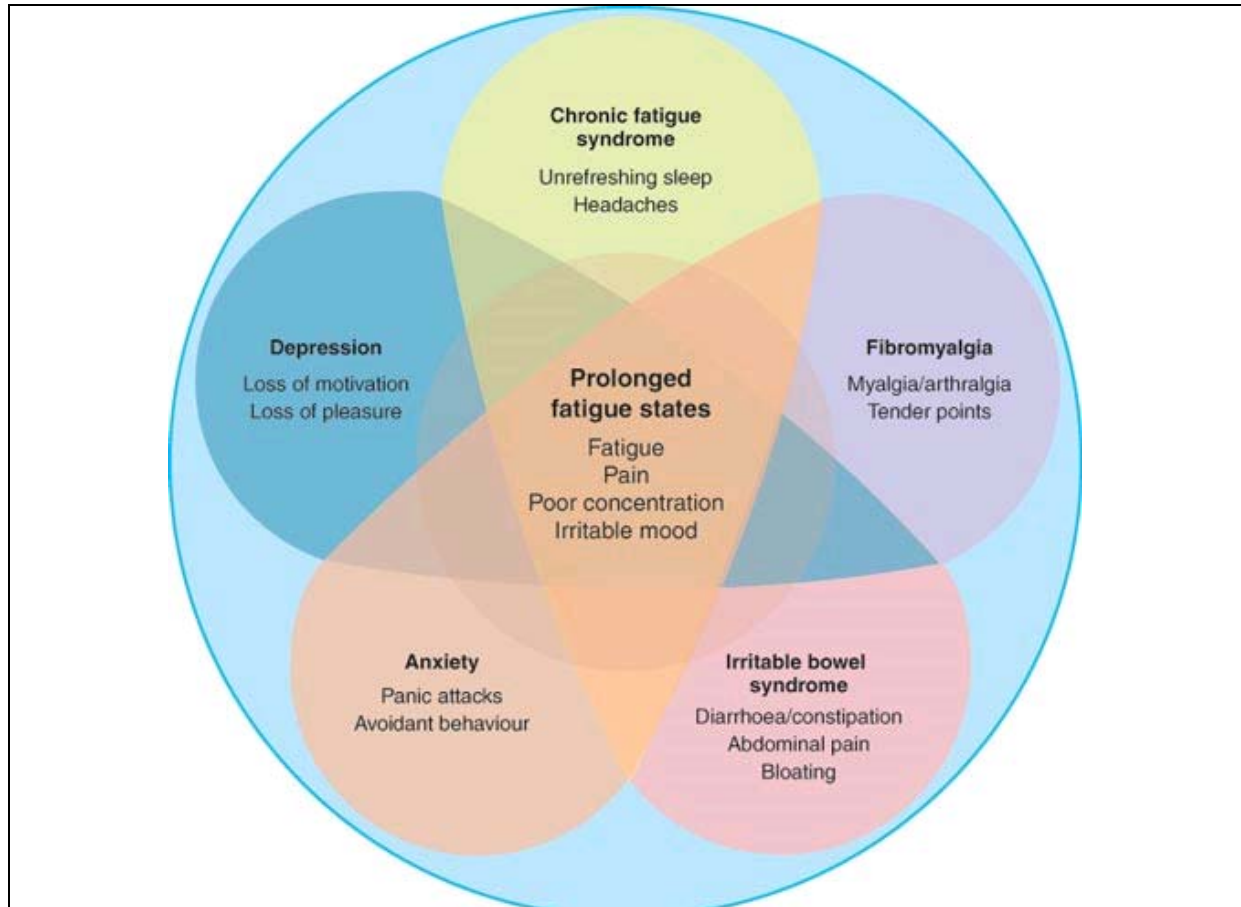 Chronic fatigue
syndrome
Unrefreshing sleep
Headaches
Depression
Loss of motivation
Loss of pleasure
Prolonged
fatigue states
Fatigue
Pain
Poor concentration
Irritable mood
Fibromyalgia
Myalgia/arthralgia
Tender points
Anxiety
Panic attacks
Avoidant behaviour
Irritable bowel
syndrome
Diarrhoea/constipation
Abdominal pain
Bloating